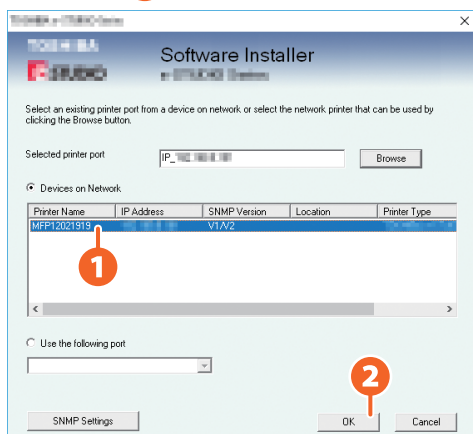 Software Installer
Select an existing printer port from a device on network or select the network printer that can be used by
clicking the Browse button.
Selected printer port
IP_
Browse
Devices on Network
Printer Name IP Address SNMP Version Location Printer Type
MFP12021919 V1/V2
1
Use the following port
2
SNMP Settings OK Cancel